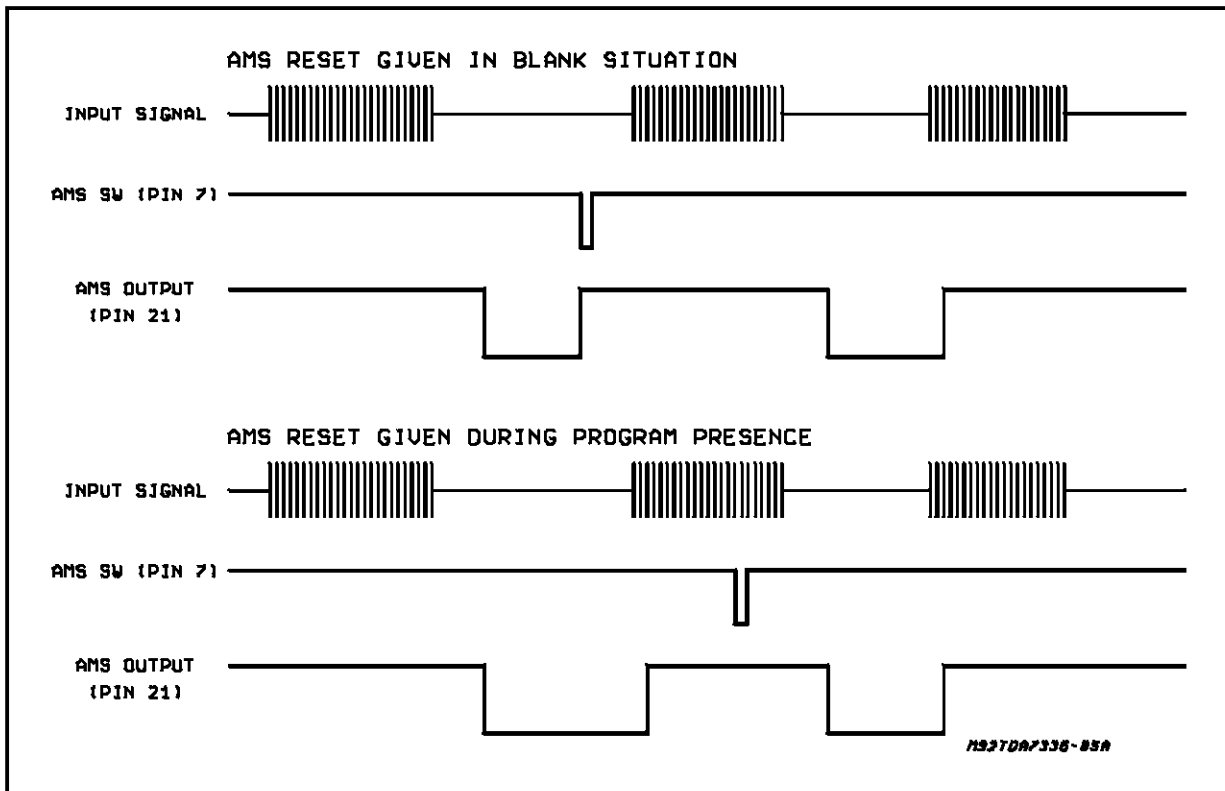 AMS RESET GIVEN IN BLANK SITUATION
INPUT SIGNAL
AMS SW (PIN 7)
AMS OUTPUT
(PIN 21)
AMS RESET GIVEN DURING PROGRAM PRESENCE
INPUT SIGNAL
AMS SW (PIN 7)
AMS OUTPUT
(PIN 21)
M92TDA7336-05A